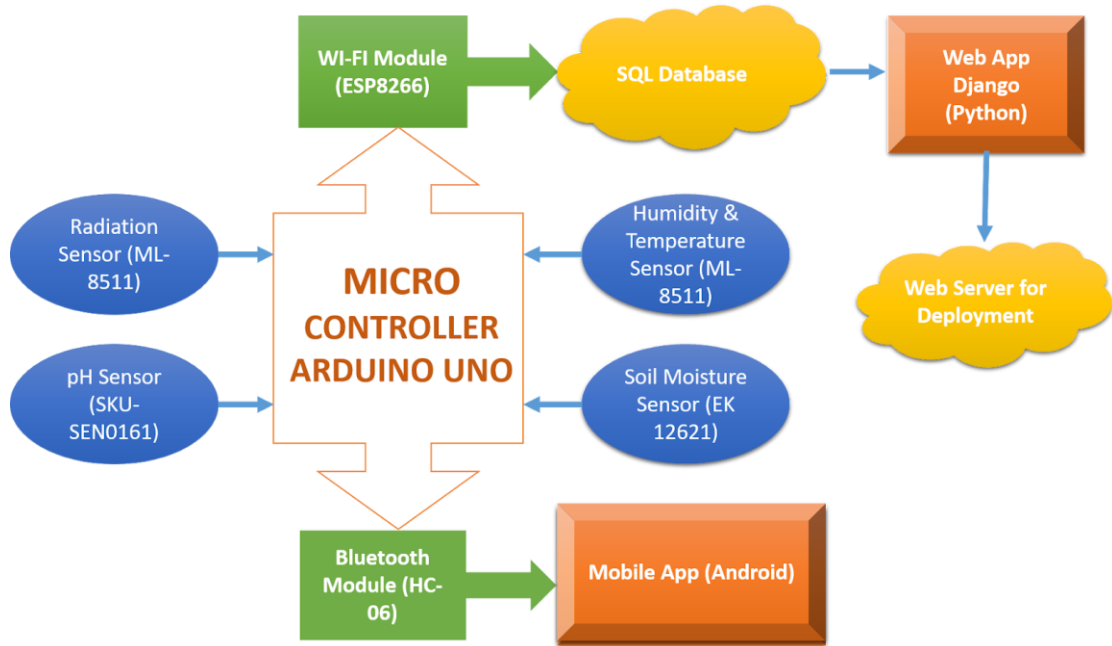 WI-FI Module
(ESP8266)
SQL Database
Web App
Django
(Python)
Radiation
Sensor (ML-
8511)
Humidity &
Temperature
Sensor (ML-
8511)
MICRO
CONTROLLER
ARDUINO UNO
Web Server for
Deployment
pH Sensor
(SKU-
SEN0161)
Soil Moisture
Sensor (EK
12621)
Bluetooth
Module (HC-
06)
Mobile App (Android)